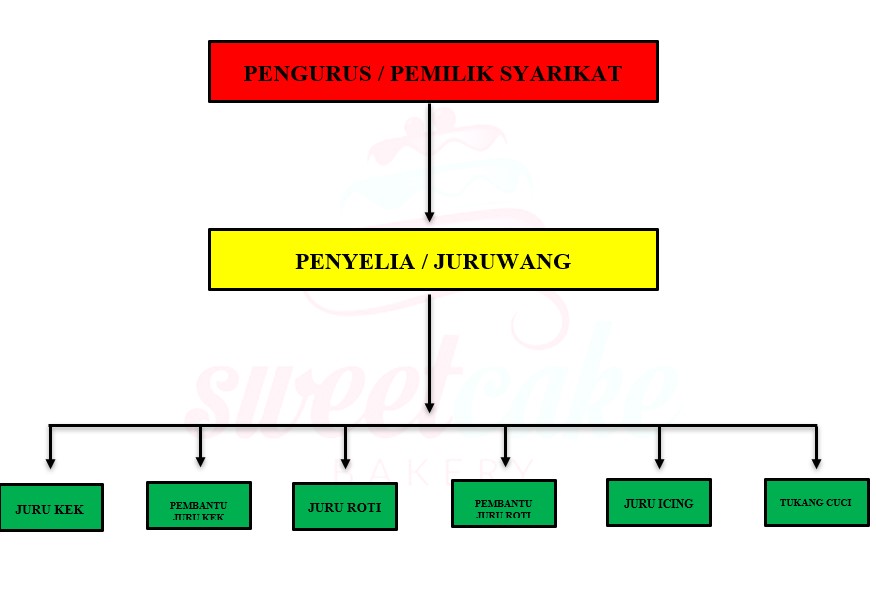 PENGURUS / PEMILIK SYARIKAT
PENYELIA / JURUWANG
sweetcake
BAKERY
JURU KEK
PEMBANTU
JURU KEK
JURU ROTI
PEMBANTU
JURU ROTI
JURU ICING
TUKANG CUCI